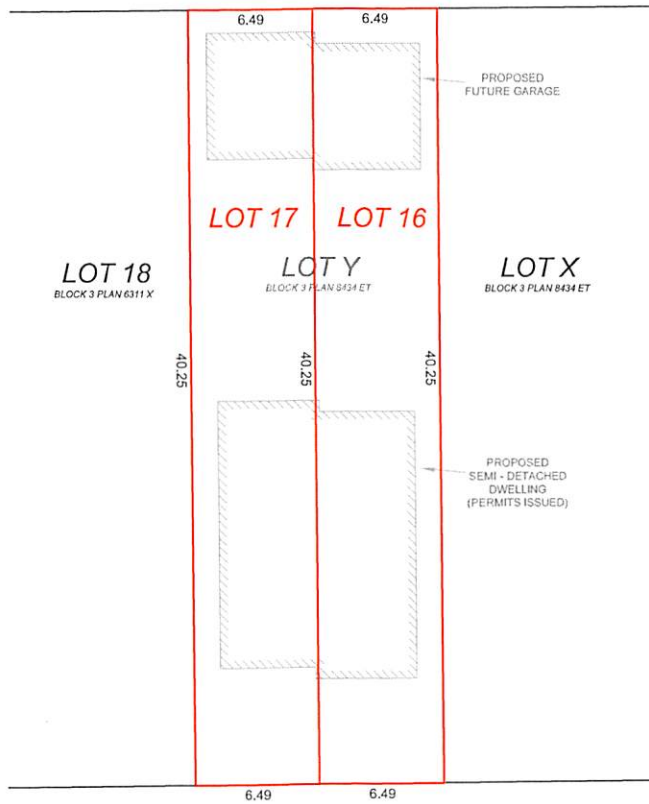 6.49
6.49
PROPOSED
FUTURE GARAGE
LOT 17
LOT 16
LOT 18
BLOCK 3 PLAN 6311 X
LOT Y
BLOCK 3 PLAN 8434 ET
LOT X
BLOCK 3 PLAN 8434 ET
40.25
40.25
40.25
PROPOSED
SEMI - DETACHED
DWELLING
(PERMITS ISSUED)
6.49
6.49